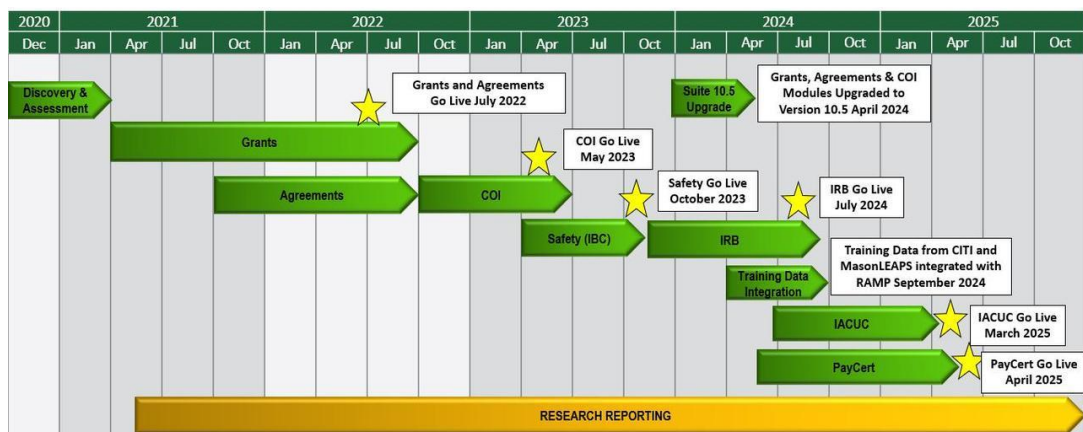 2020 2021 2022 2023 2024 2025
Dec Jan Apr Jul Oct Jan Apr Jul Oct Jan Apr Jul Oct Jan Apr Jul Oct Jan Apr Oct
Discovery &
Assessment
Grants and Agreements
Go Live July 2022
Suite 10.5
Upgrade
Grants, Agreements & COI
Modules Upgraded to
Version 10.5 April 2024
Grants
COI Go Live
May 2023
Agreements
COI
Safety Go Live
October 2023
IRB Go Live
July 2024
Safety (IBC)
IRB
Training Data from CITI and
MasonLEAPS integrated with
RAMP September 2024
Training Data
Integration
IACUC
IACUC Go Live
March 2025
PayCert
PayCert Go Live
April 2025
RESEARCH REPORTING